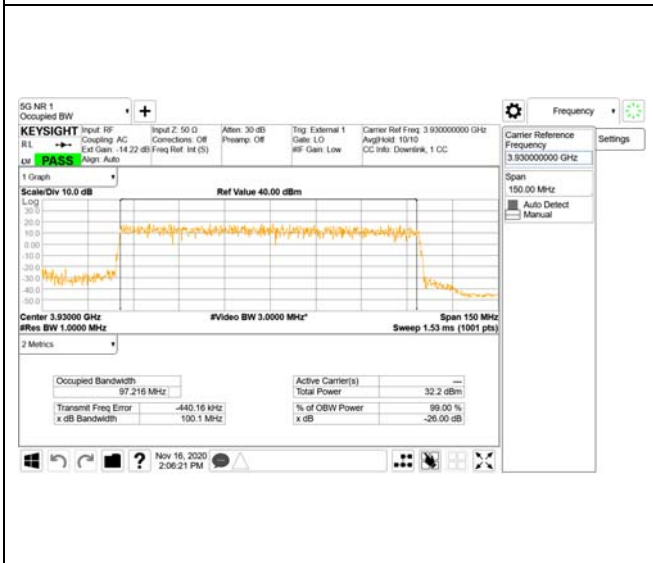 5G NR 1
Occupied BW
+
Frequency
KEYSIGHT Input: RF Input Z: 50 Ω Atten: 30 dB Trig: External 1 Carrier Ref Freq: 3.930000000 GHz
RL Coupling: AC Corrections: Off Preamp: Off Gate: LO Avg|Hold: 10/10
Ext Gain: -14.22 dB Freq Ref: Int (S) #IF Gain: Low CC Info: Downlink, 1 CC
PASS Align: Auto
Carrier Reference
Frequency
3.930000000 GHz
Settings
Span
150.00 MHz
Auto Detect
Manual
1 Graph
Scale/Div 10.0 dB Ref Value 40.00 dBm
Log
30.0
20.0
10.0
0.00
-10.0
-20.0
-30.0
-40.0
-50.0
Center 3.93000 GHz #Video BW 3.0000 MHz* Span 150 MHz
#Res BW 1.0000 MHz Sweep 1.53 ms (1001 pts)
2 Metrics
Occupied Bandwidth Active Carrier(s) ---
97.216 MHz Total Power 32.2 dBm
Transmit Freq Error -440.16 kHz % of OBW Power 99.00 %
x dB Bandwidth 100.1 MHz x dB -26.00 dB
? Nov 16, 2020
2:06:21 PM